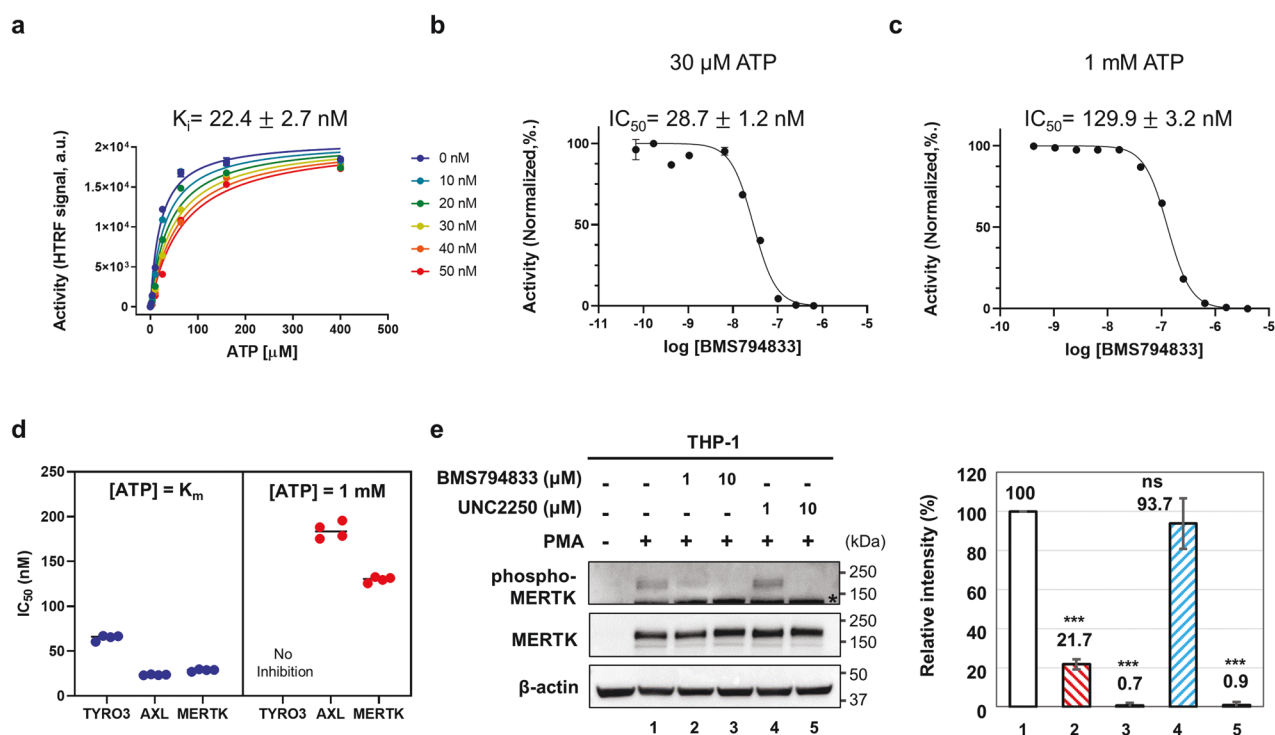 a
K_i= 22.4 ± 2.7 nM
Activity (HTRF signal, a.u.)
2×10⁴
1.5×10⁴
1×10⁴
5×10³
0
0 100 200 300 400 500
ATP [µM]
0 nM
10 nM
20 nM
30 nM
40 nM
50 nM
b
30 µM ATP
IC₅₀= 28.7 ± 1.2 nM
Activity (Normalized,%.)
100
50
0
-11 -10 -9 -8 -7 -6 -5
log [BMS794833]
c
1 mM ATP
IC₅₀= 129.9 ± 3.2 nM
Activity (Normalized,%.)
100
50
0
-10 -9 -8 -7 -6 -5
log [BMS794833]
d
IC₅₀ (nM)
250
200
150
100
50
0
[ATP] = Kₘ
[ATP] = 1 mM
No
Inhibition
TYRO3 AXL MERTK TYRO3 AXL MERTK
e
THP-1
BMS794833 (µM) - - 1 10 - -
UNC2250 (µM) - - - - 1 10
PMA - + + + + + (kDa)
phospho-
MERTK
250
150
*
MERTK
250
150
β-actin
50
37
1 2 3 4 5
Relative intensity (%)
120
100
80
60
40
20
0
100
***
21.7
***
0.7
ns
93.7
***
0.9
1 2 3 4 5